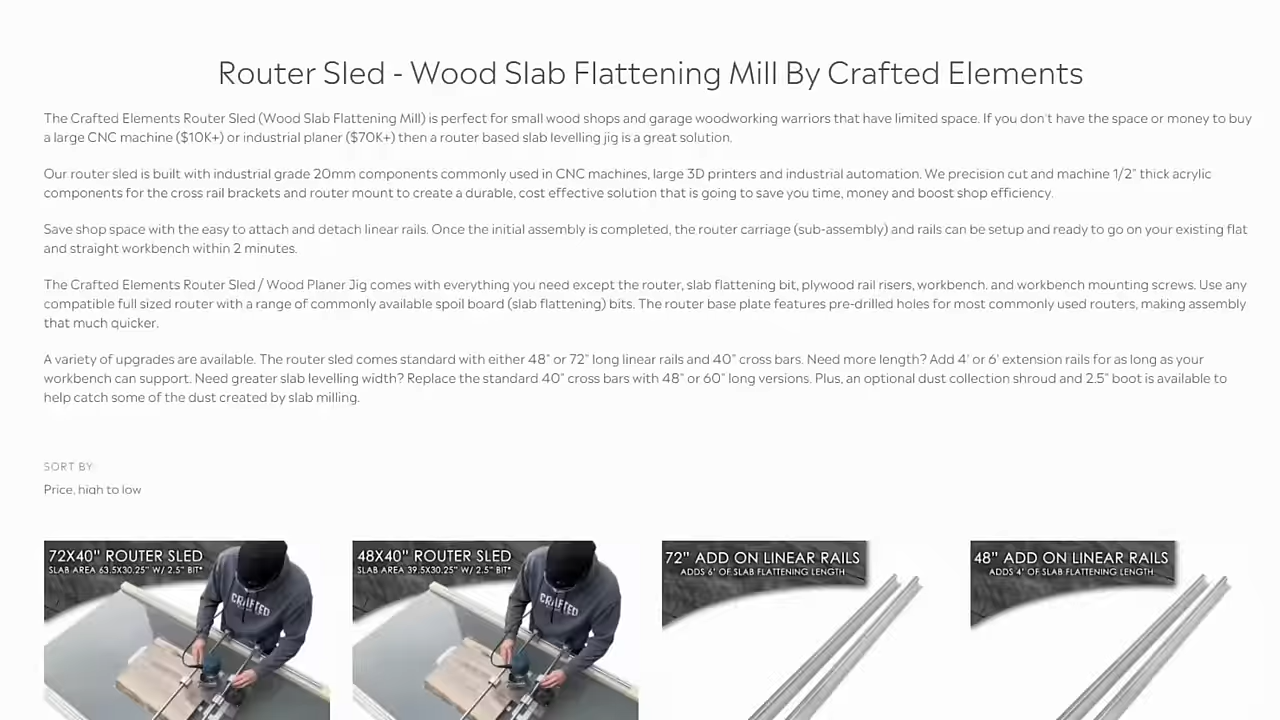 Router Sled - Wood Slab Flattening Mill By Crafted Elements
The Crafted Elements Router Sled (Wood Slab Flattening Mill) is perfect for small wood shops and garage woodworking warriors that have limited space. If you don't have the space or money to buy
a large CNC machine ($10K+) or industrial planer ($70K+) then a router based slab levelling jig is a great solution.
Our router sled is built with industrial grade 20mm components commonly used in CNC machines, large 3D printers and industrial automation. We precision cut and machine 1/2" thick acrylic
components for the cross rail brackets and router mount to create a durable, cost effective solution that is going to save you time, money and boost shop efficiency.
Save shop space with the easy to attach and detach linear rails. Once the initial assembly is completed, the router carriage (sub-assembly) and rails can be setup and ready to go on your existing flat
and straight workbench within 2 minutes.
The Crafted Elements Router Sled / Wood Planer Jig comes with everything you need except the router, slab flattening bit, plywood rail risers, workbench. and workbench mounting screws. Use any
compatible full sized router with a range of commonly available spoil board (slab flattening) bits. The router base plate features pre-drilled holes for most commonly used routers, making assembly
that much quicker.
A variety of upgrades are available. The router sled comes standard with either 48" or 72" long linear rails and 40" cross bars. Need more length? Add 4' or 6' extension rails for as long as your
workbench can support. Need greater slab levelling width? Replace the standard 40" cross bars with 48" or 60" long versions. Plus, an optional dust collection shroud and 2.5" boot is available to
help catch some of the dust created by slab milling.
SORT BY
Price, high to low
72X40" ROUTER SLED
SLAB AREA 63.5X30.25" W/ 2.5" BIT*
CRAFTED
48X40" ROUTER SLED
SLAB AREA 39.5X30.25" W/ 2.5" BIT*
CRAFTED
72" ADD ON LINEAR RAILS
ADDS 6' OF SLAB FLATTENING LENGTH
48" ADD ON LINEAR RAILS
ADDS 4' OF SLAB FLATTENING LENGTH